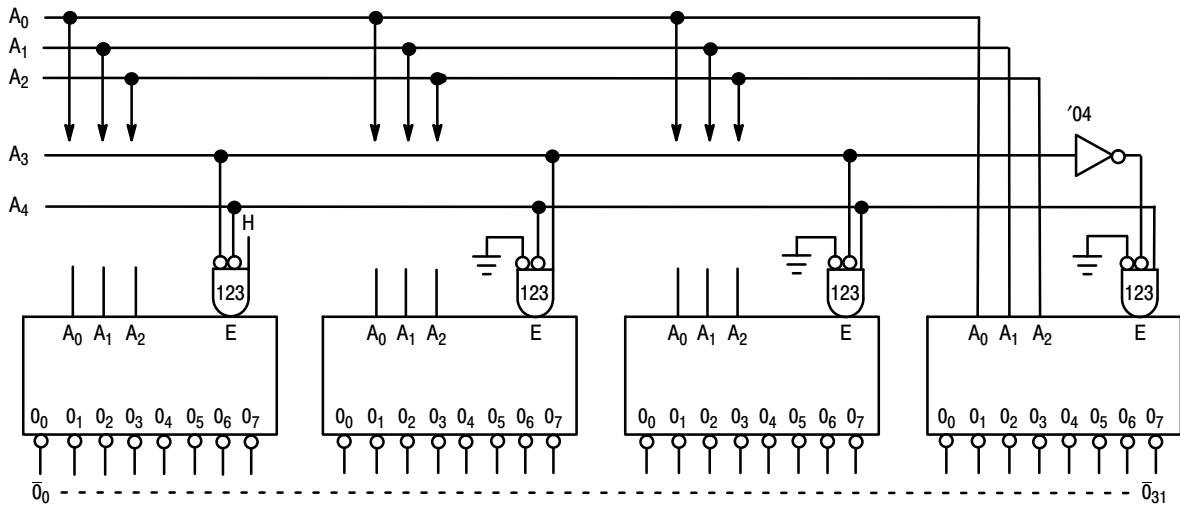 A₀
A₁
A₂
′04
A₃
A₄
H
123 123 123 123
A₀ A₁ A₂ E A₀ A₁ A₂ E A₀ A₁ A₂ E A₀ A₁ A₂ E
0₀ 0₁ 0₂ 0₃ 0₄ 0₅ 0₆ 0₇ 0₀ 0₁ 0₂ 0₃ 0₄ 0₅ 0₆ 0₇ 0₀ 0₁ 0₂ 0₃ 0₄ 0₅ 0₆ 0₇ 0₀ 0₁ 0₂ 0₃ 0₄ 0₅ 0₆ 0₇
0̅₀ 0̅₃₁